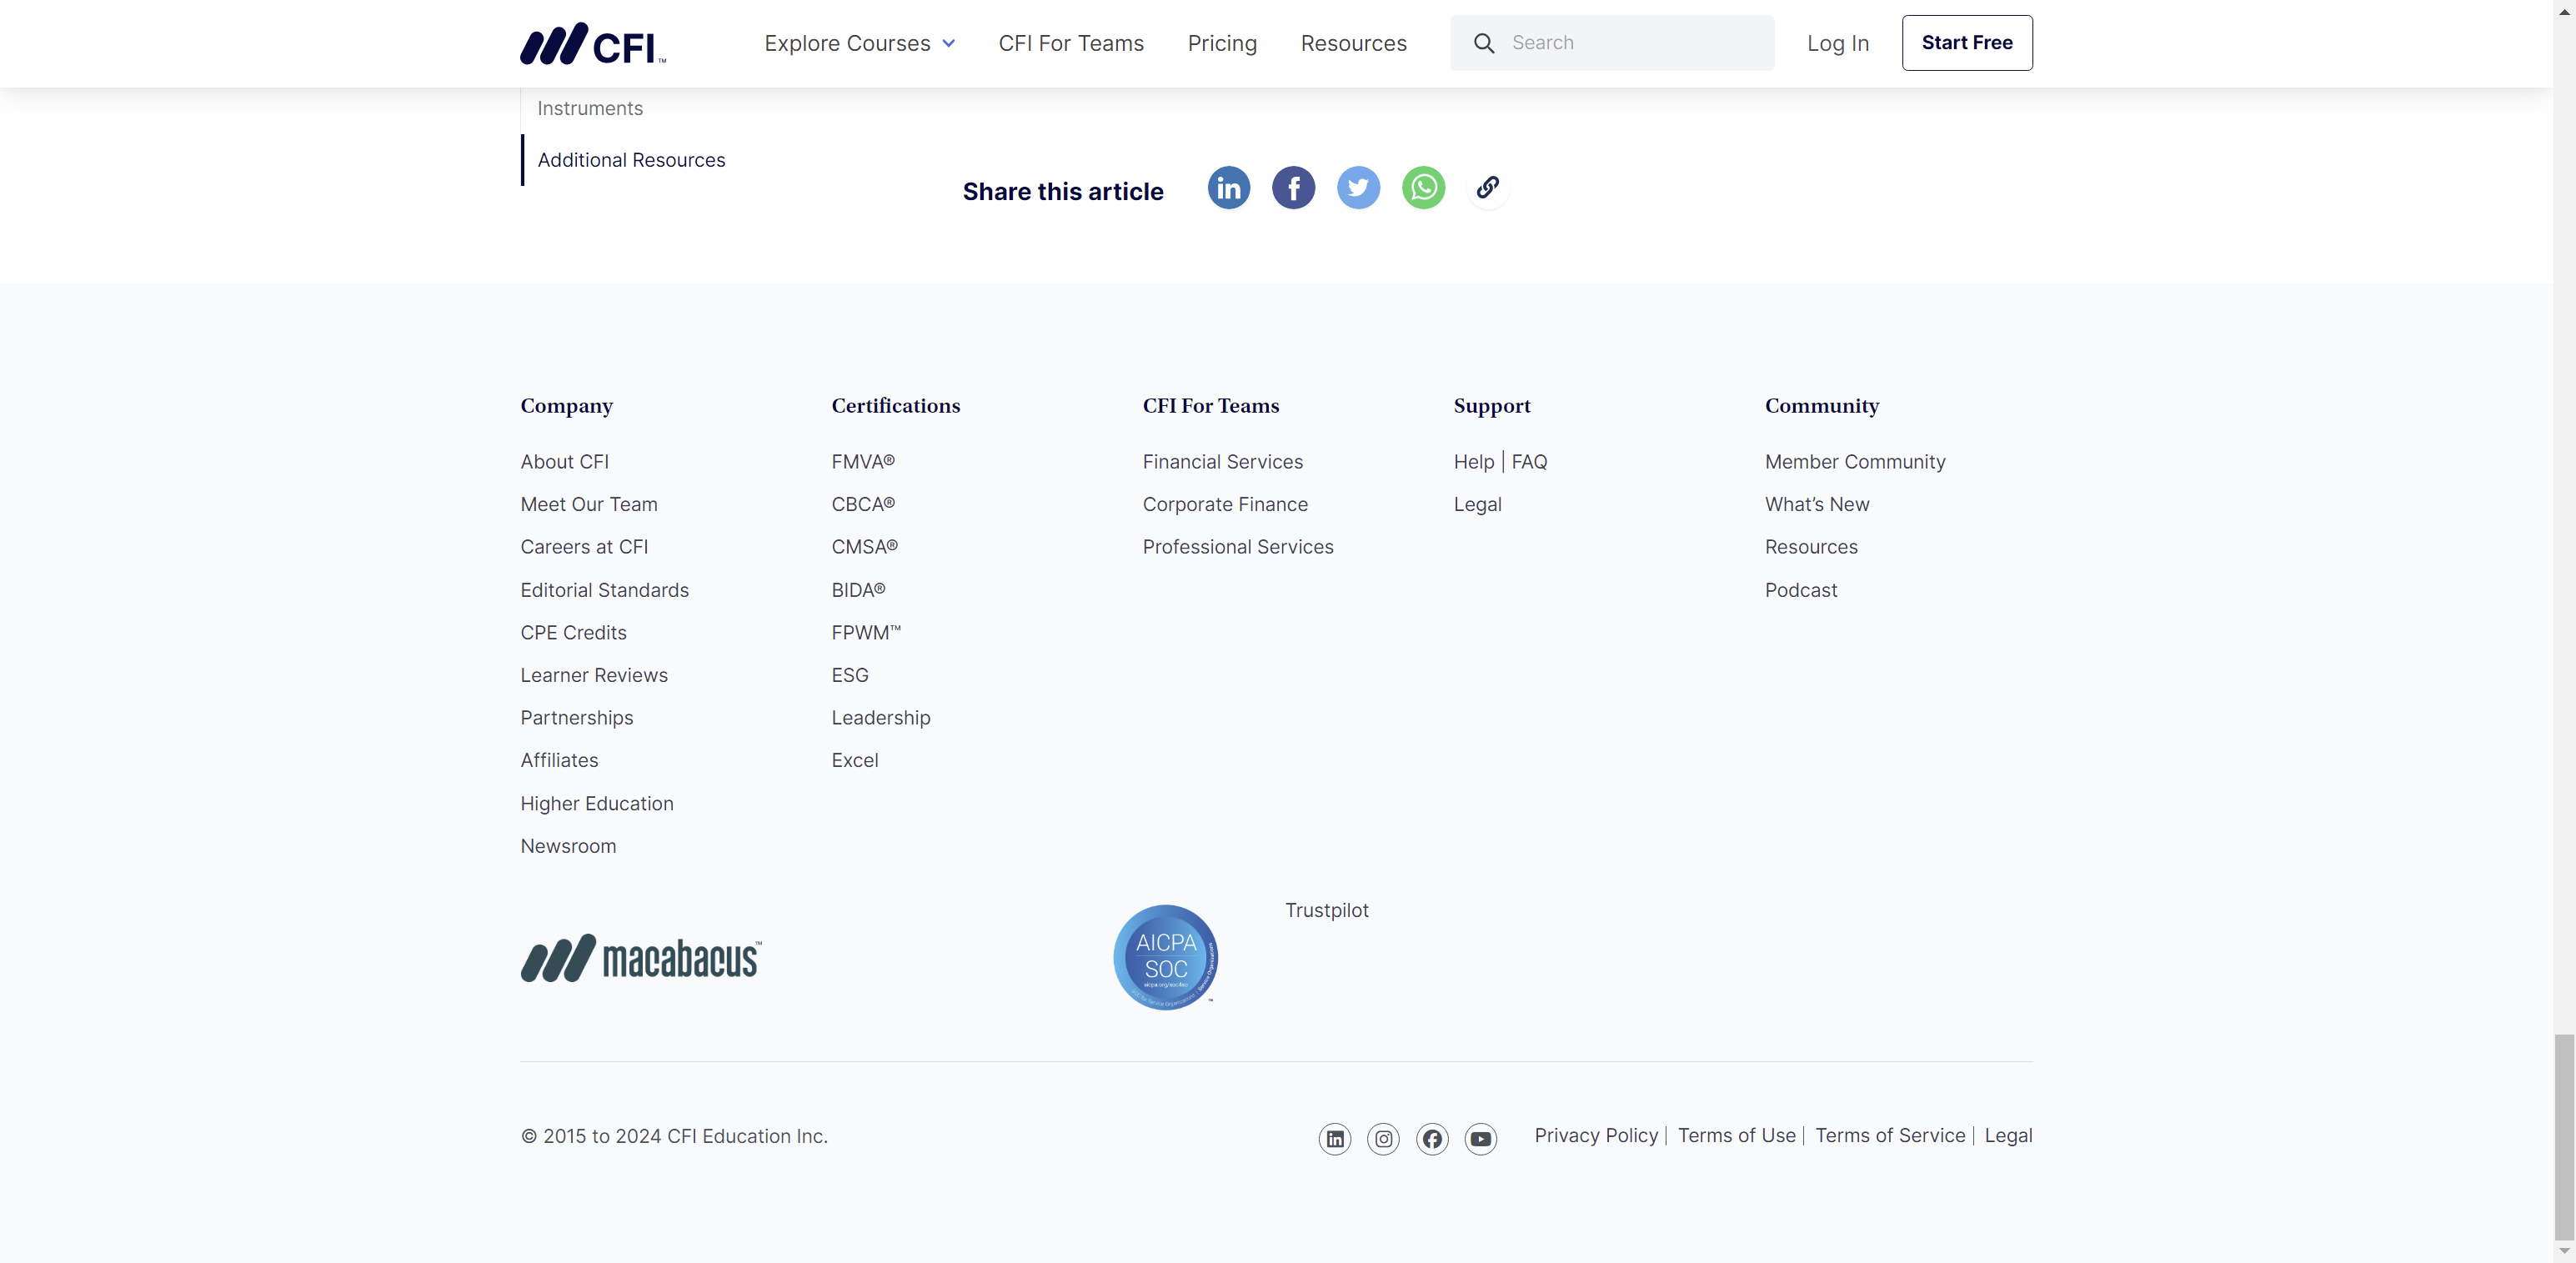 CFI™
Explore Courses
CFI For Teams
Pricing
Resources
Search
Log In
Start Free
Instruments
Additional Resources
Share this article
Company
About CFI
Meet Our Team
Careers at CFI
Editorial Standards
CPE Credits
Learner Reviews
Partnerships
Affiliates
Higher Education
Newsroom
Certifications
FMVA®
CBCA®
CMSA®
BIDA®
FPWM™
ESG
Leadership
Excel
CFI For Teams
Financial Services
Corporate Finance
Professional Services
Support
Help | FAQ
Legal
Community
Member Community
What’s New
Resources
Podcast
macabacus™
AICPA
SOC
Trustpilot
© 2015 to 2024 CFI Education Inc.
Privacy Policy | Terms of Use | Terms of Service | Legal